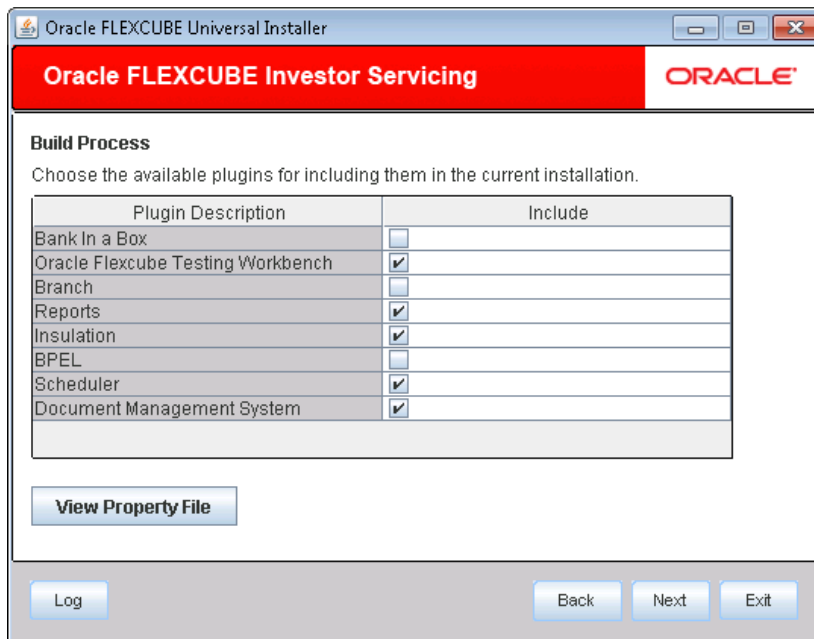 Oracle FLEXCUBE Universal Installer
Oracle FLEXCUBE Investor Servicing
ORACLE
Build Process
Choose the available plugins for including them in the current installation.
Plugin Description Include
Bank In a Box
Oracle Flexcube Testing Workbench
Branch
Reports
Insulation
BPEL
Scheduler
Document Management System
View Property File
Log Back Next Exit